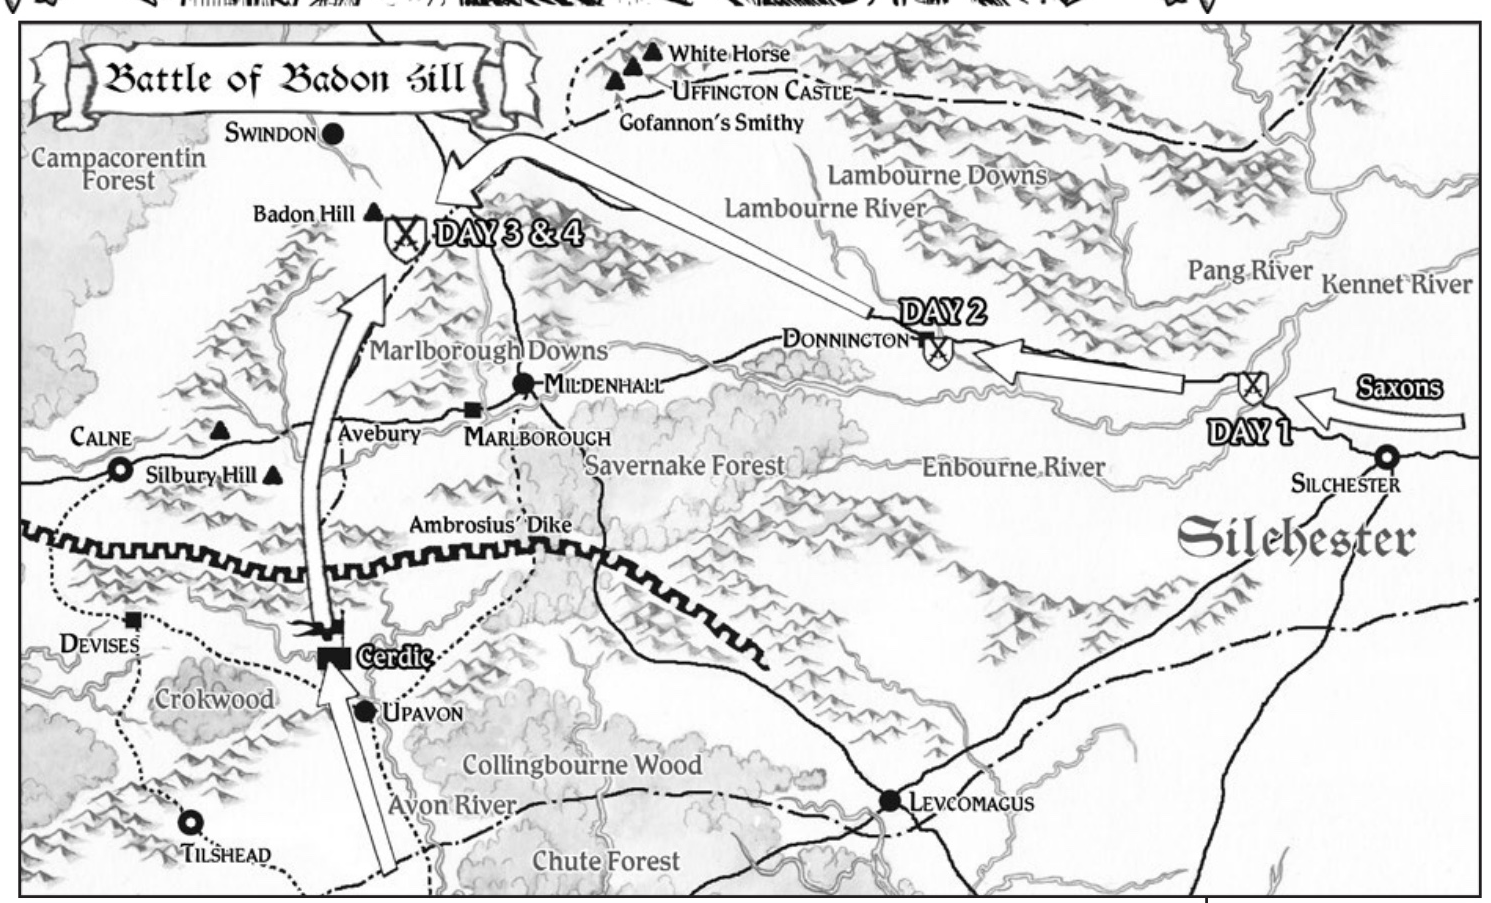 Battle of Badon Hill
White Horse
UFFINGTON CASTLE
Gofannon's Smithy
SWINDON
Campacorentin
Forest
Lambourne Downs
Lambourne River
Badon Hill
DAY 3 & 4
Pang River
Kennet River
DAY 2
DONNINGTON
Marlborough Downs
MILDENHALL
Saxons
DAY 1
CALNE
Avebury
MARLBOROUGH
Silbury Hill
Savernake Forest
Enbourne River
SILCHESTER
Ambrosius' Dike
Silchester
DEVISES
Cerdic
Crokwood
UPAVON
Collingbourne Wood
Avon River
LEVCOMAGUS
TILSHEAD
Chute Forest